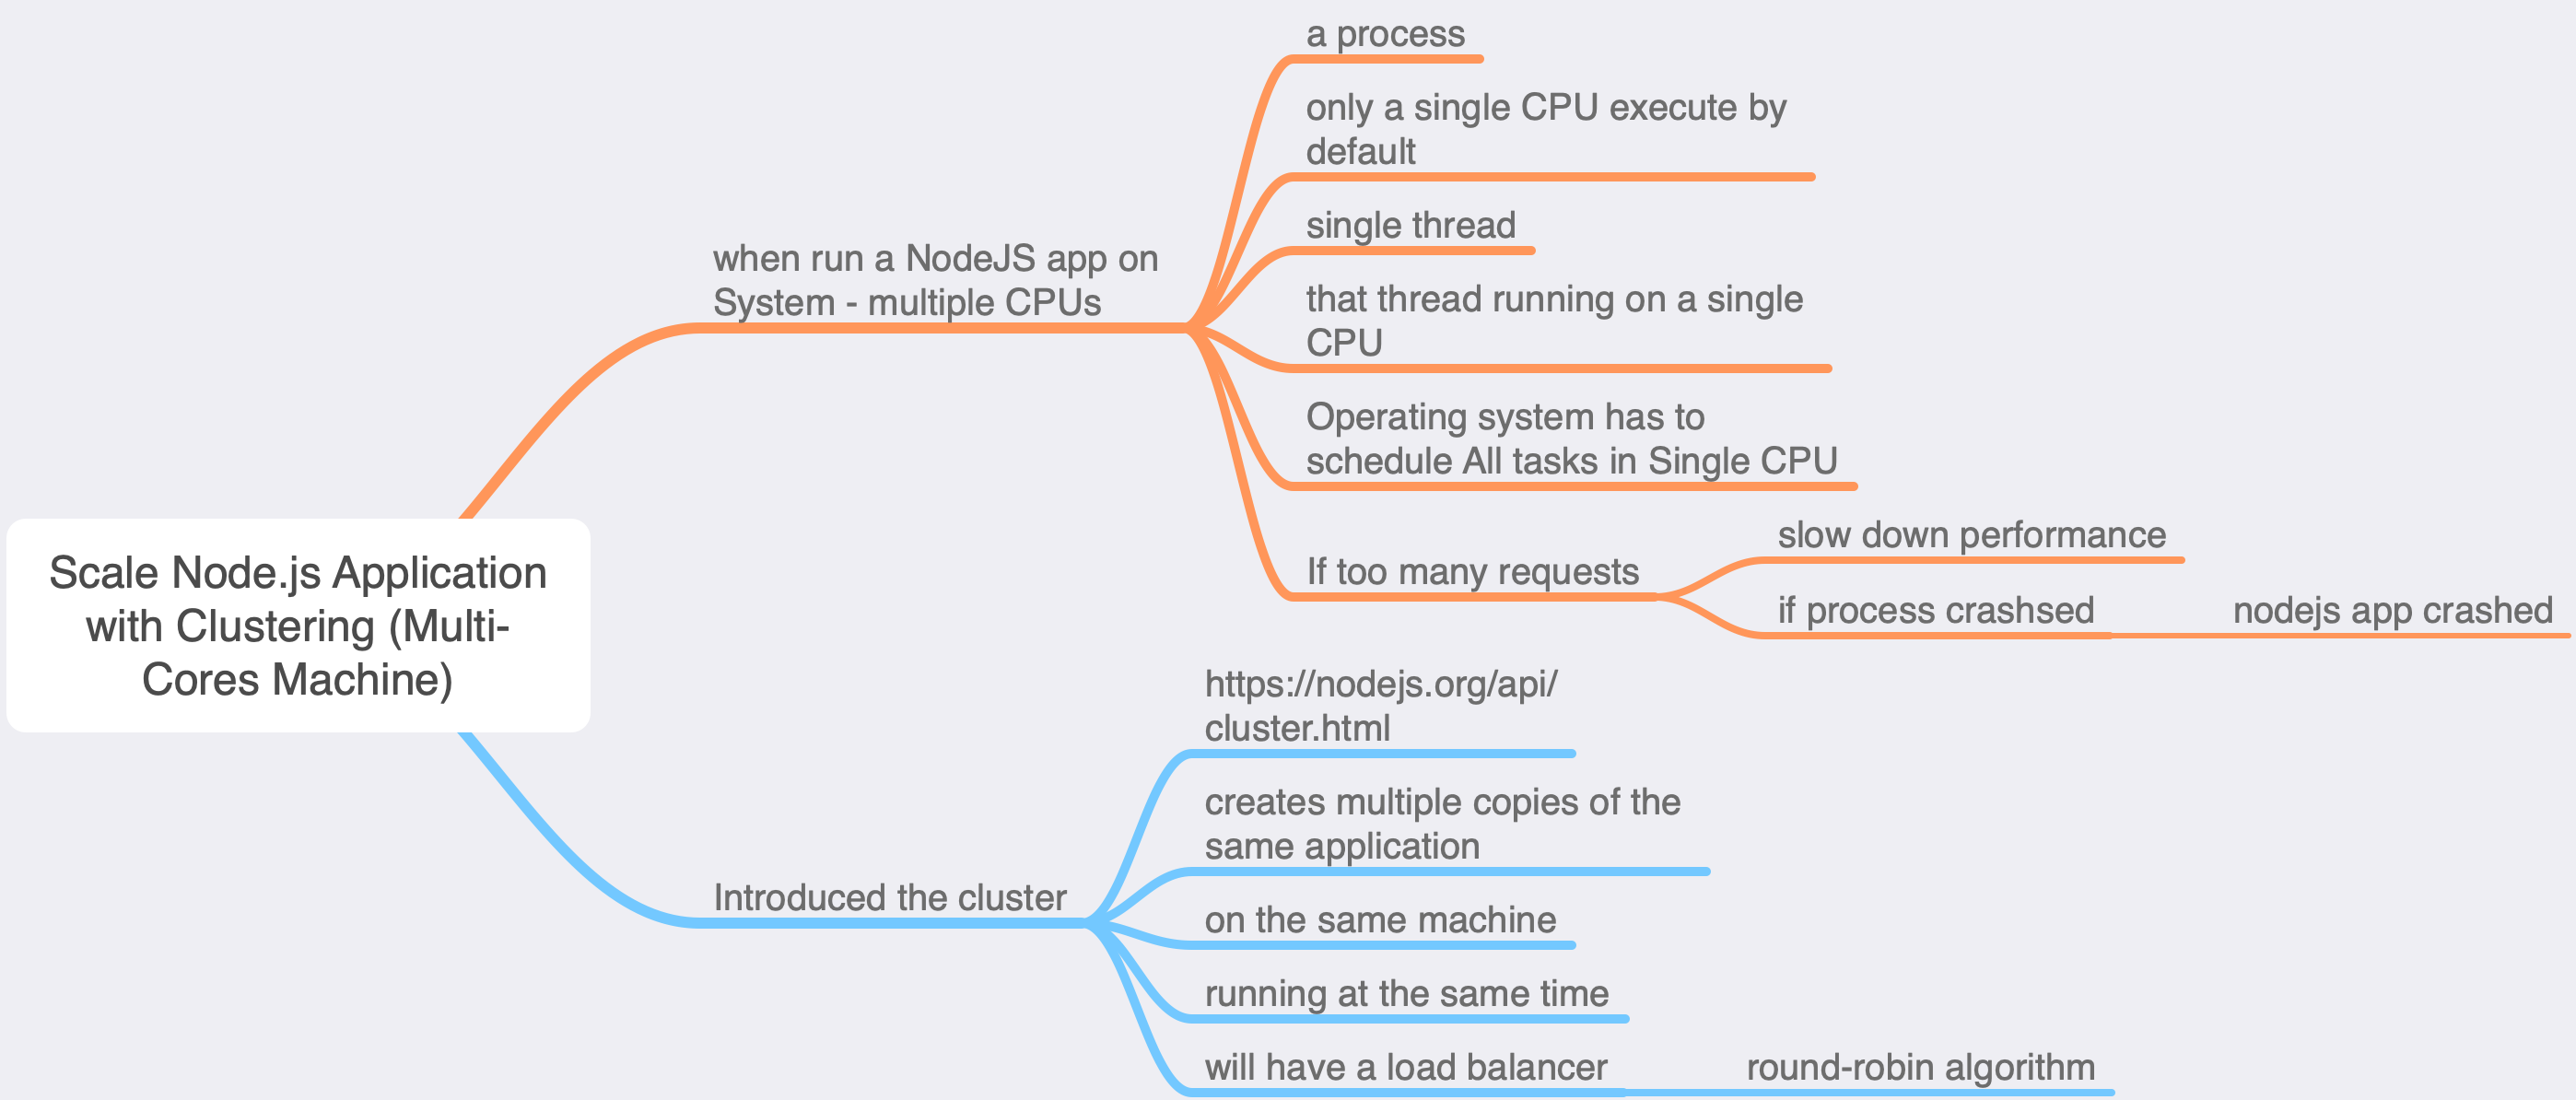 a process
only a single CPU execute by
default
single thread
when run a NodeJS app on
System - multiple CPUs
that thread running on a single
CPU
Operating system has to
schedule All tasks in Single CPU
If too many requests
slow down performance
if process crashsed
nodejs app crashed
Scale Node.js Application
with Clustering (Multi-
Cores Machine)
https://nodejs.org/api/
cluster.html
creates multiple copies of the
same application
Introduced the cluster
on the same machine
running at the same time
will have a load balancer
round-robin algorithm